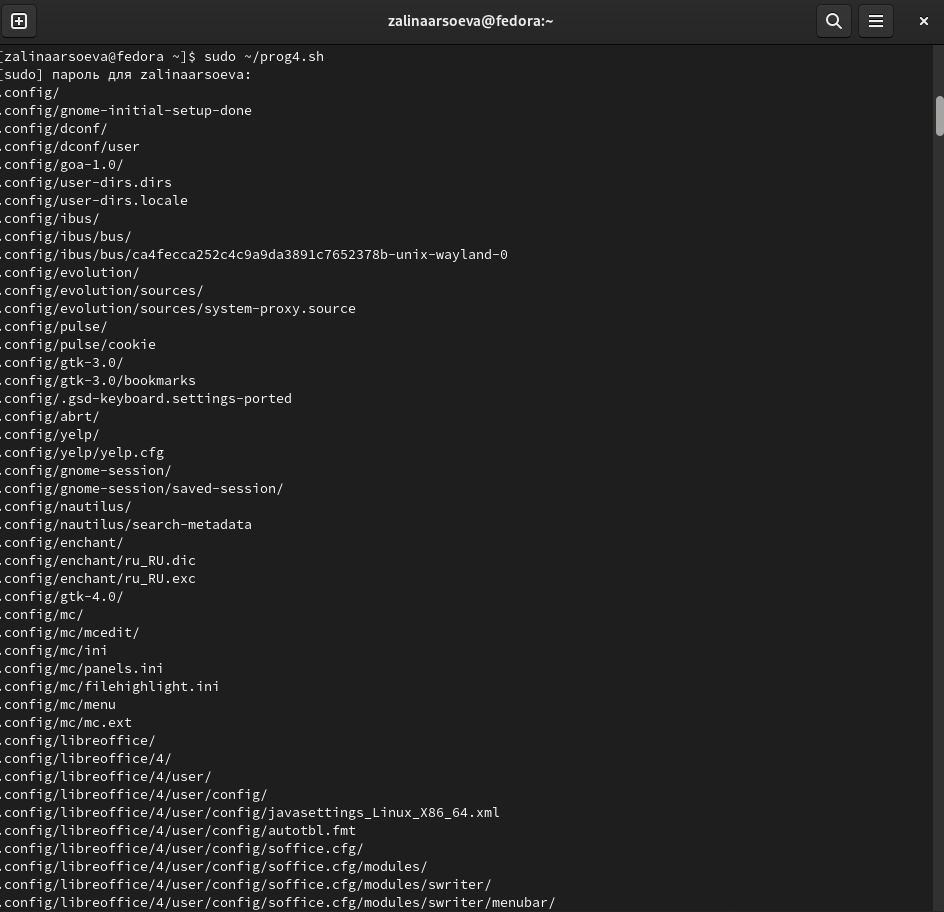 zalinaarsoeva@fedora:~
[zalinaarsoeva@fedora ~]$ sudo ~/prog4.sh
[sudo] пароль для zalinaarsoeva:
.config/
.config/gnome-initial-setup-done
.config/dconf/
.config/dconf/user
.config/goa-1.0/
.config/user-dirs.dirs
.config/user-dirs.locale
.config/ibus/
.config/ibus/bus/
.config/ibus/bus/ca4fecca252c4c9a9da3891c7652378b-unix-wayland-0
.config/evolution/
.config/evolution/sources/
.config/evolution/sources/system-proxy.source
.config/pulse/
.config/pulse/cookie
.config/gtk-3.0/
.config/gtk-3.0/bookmarks
.config/.gsd-keyboard.settings-ported
.config/abrt/
.config/yelp/
.config/yelp/yelp.cfg
.config/gnome-session/
.config/gnome-session/saved-session/
.config/nautilus/
.config/nautilus/search-metadata
.config/enchant/
.config/enchant/ru_RU.dic
.config/enchant/ru_RU.exc
.config/gtk-4.0/
.config/mc/
.config/mc/mcedit/
.config/mc/ini
.config/mc/panels.ini
.config/mc/filehighlight.ini
.config/mc/menu
.config/mc/mc.ext
.config/libreoffice/
.config/libreoffice/4/
.config/libreoffice/4/user/
.config/libreoffice/4/user/config/
.config/libreoffice/4/user/config/javasettings_Linux_X86_64.xml
.config/libreoffice/4/user/config/autotbl.fmt
.config/libreoffice/4/user/config/soffice.cfg/
.config/libreoffice/4/user/config/soffice.cfg/modules/
.config/libreoffice/4/user/config/soffice.cfg/modules/swriter/
.config/libreoffice/4/user/config/soffice.cfg/modules/swriter/menubar/